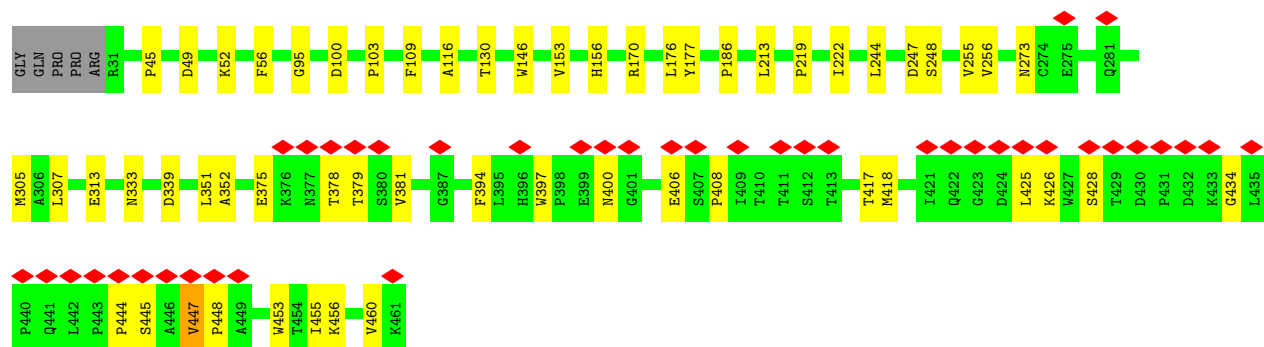 GLY GLN PRO PRO ARG R31 P45 D49 K52 F56 G95 D100 P103 F109 A116 T130 W146 V153 H156 R170 L176 Y177 P186 L213 P219 I222 L244 D247 S248 V255 V256 N273 C274 E275 Q281
M305 A306 L307 E313 N333 D339 L351 A352 E375 K376 N377 T378 T379 S380 V381 G387 F394 L395 H396 W397 P398 E399 N400 G401 E406 S407 P408 I409 T410 T411 S412 T413 T417 M418 I421 Q422 G423 D424 L425 K426 W427 S428 T429 D430 P431 D432 K433 G434 L435
P440 Q441 L442 P443 P444 S445 A446 V447 P448 A449 W453 T454 I455 K456 V460 K461